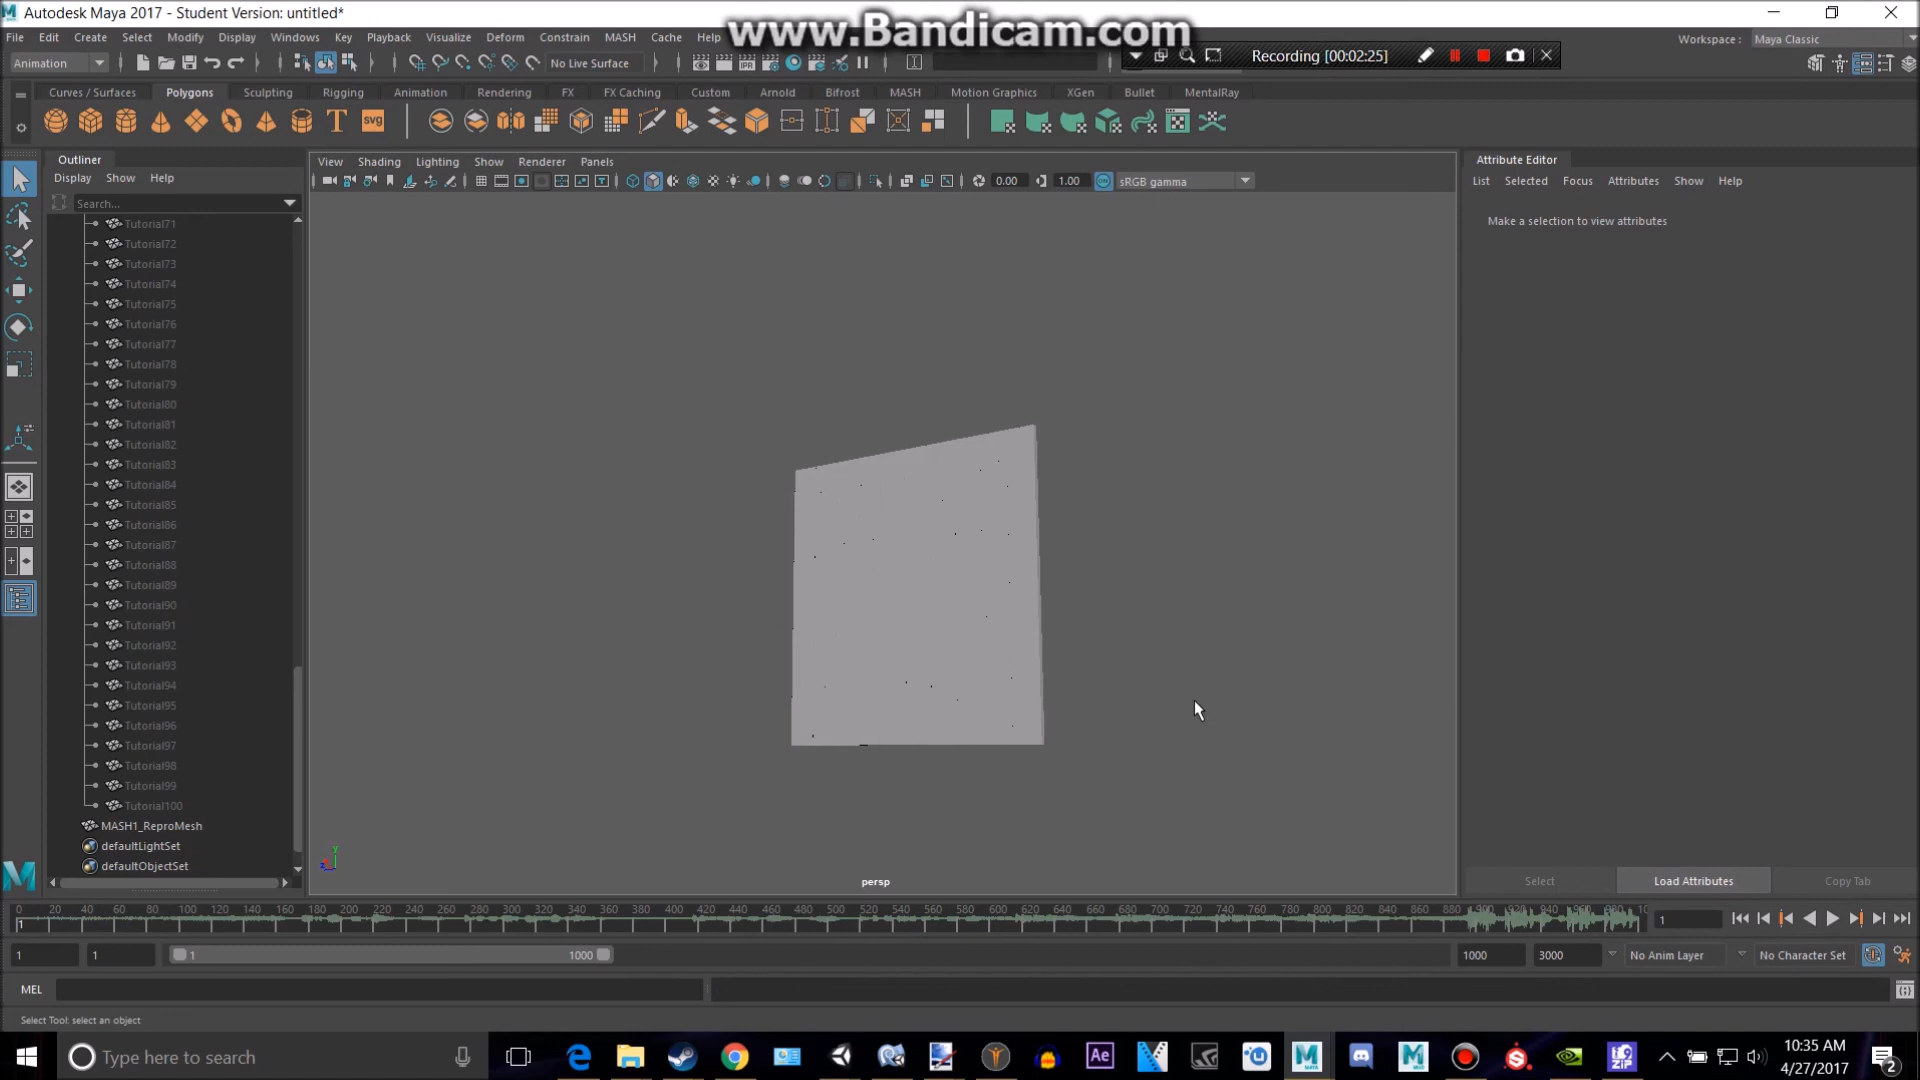 Autodesk Maya 2017 - Student Version: untitled*
www.Bandicam.com
File Edit Create Select Modify Display Windows Key Playback Visualize Deform Constrain MASH Cache Help
Recording [00:02:25]
Workspace : Maya Classic
Animation
No Live Surface
Curves / Surfaces Polygons Sculpting Rigging Animation Rendering FX FX Caching Custom Arnold Bifrost MASH Motion Graphics XGen Bullet MentalRay
T svg
Outliner
Display Show Help
Search...
View Shading Lighting Show Renderer Panels
0.00 1.00 sRGB gamma
Attribute Editor
List Selected Focus Attributes Show Help
Make a selection to view attributes
Tutorial71
Tutorial72
Tutorial73
Tutorial74
Tutorial75
Tutorial76
Tutorial77
Tutorial78
Tutorial79
Tutorial80
Tutorial81
Tutorial82
Tutorial83
Tutorial84
Tutorial85
Tutorial86
Tutorial87
Tutorial88
Tutorial89
Tutorial90
Tutorial91
Tutorial92
Tutorial93
Tutorial94
Tutorial95
Tutorial96
Tutorial97
Tutorial98
Tutorial99
Tutorial100
MASH1_ReproMesh
defaultLightSet
defaultObjectSet
y
persp
Select Load Attributes Copy Tab
0 20 40 60 80 100 120 140 160 180 200 220 240 260 280 300 320 340 360 380 400 420 440 460 480 500 520 540 560 580 600 620 640 660 680 700 720 740 760 780 800 820 840 860 880 900 920 940 960 980
1 1
1 1 1 1000 1000 3000 No Anim Layer No Character Set
MEL
Select Tool: select an object
Type here to search
10:35 AM
4/27/2017
2